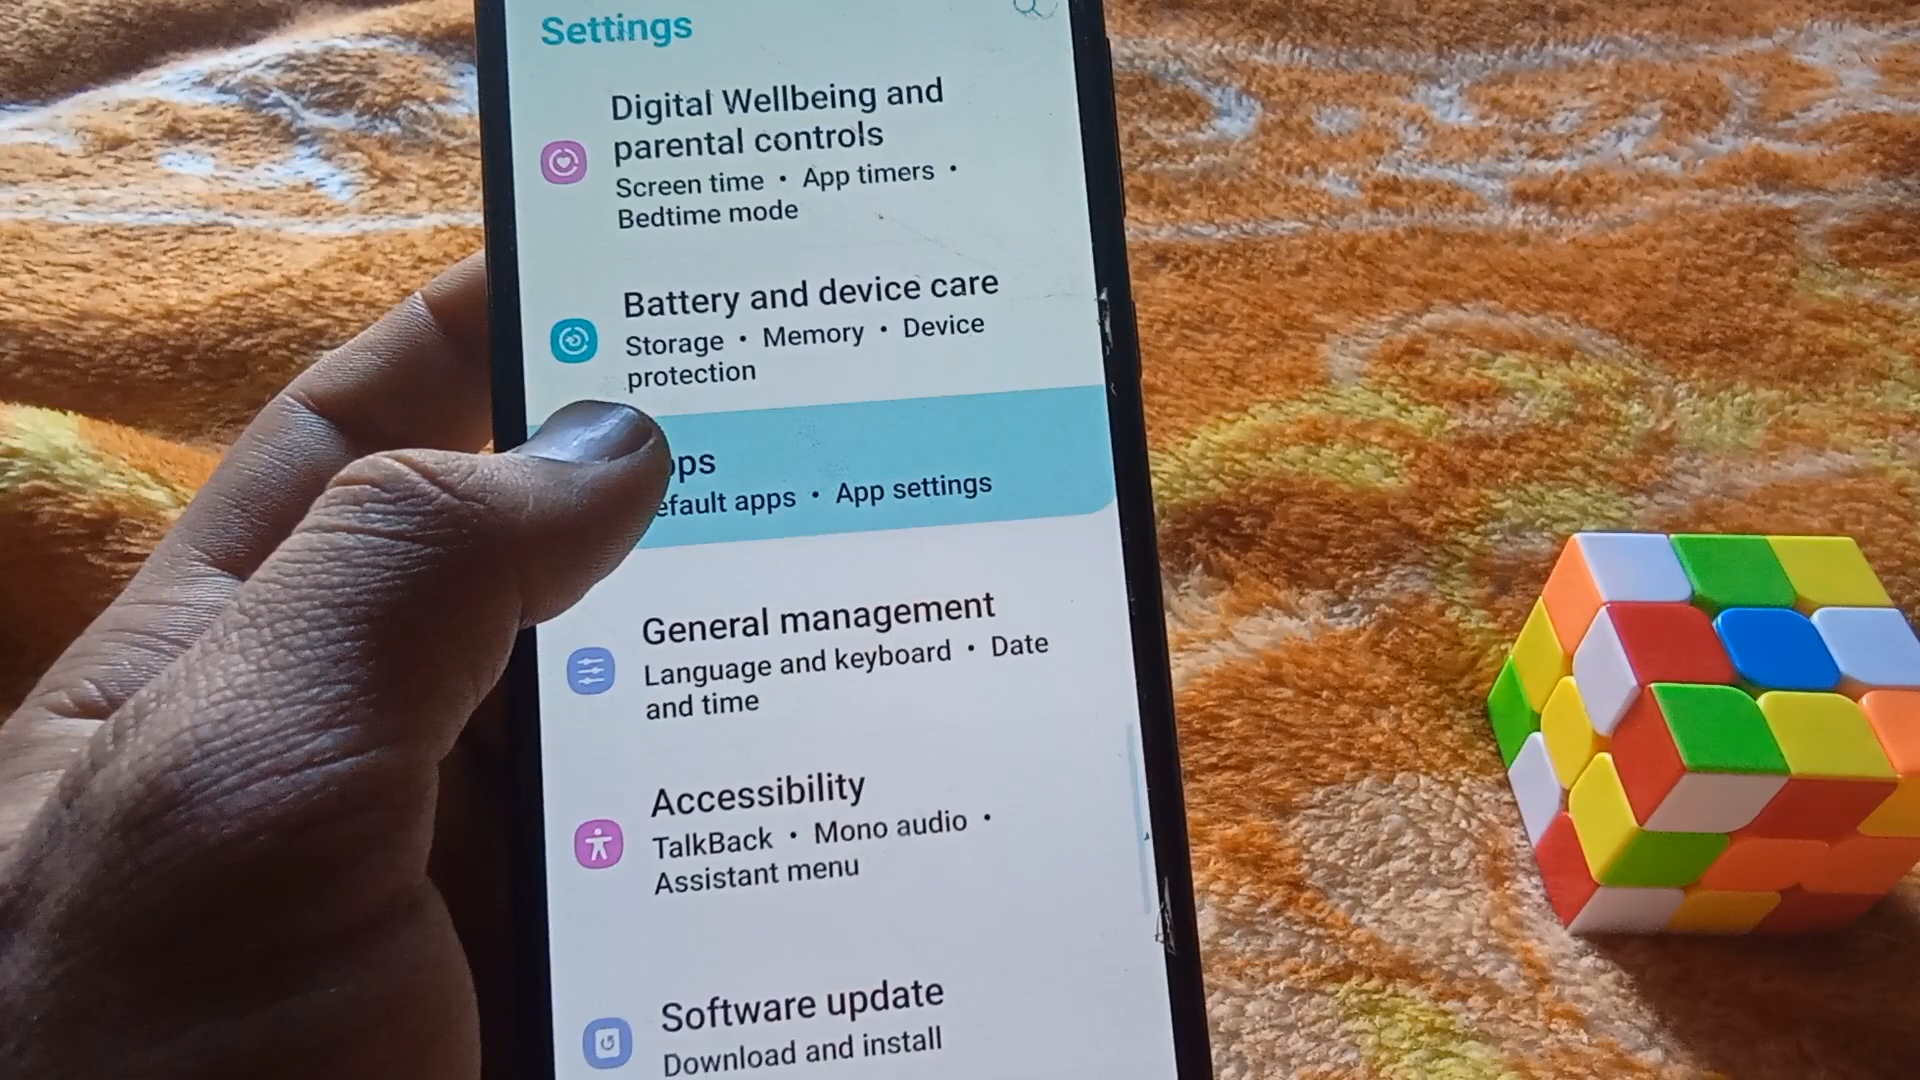 Settings
Digital Wellbeing and
parental controls
Screen time • App timers •
Bedtime mode
Battery and device care
Storage • Memory • Device
protection
pps
efault apps • App settings
General management
Language and keyboard • Date
and time
Accessibility
TalkBack • Mono audio •
Assistant menu
Software update
Download and install